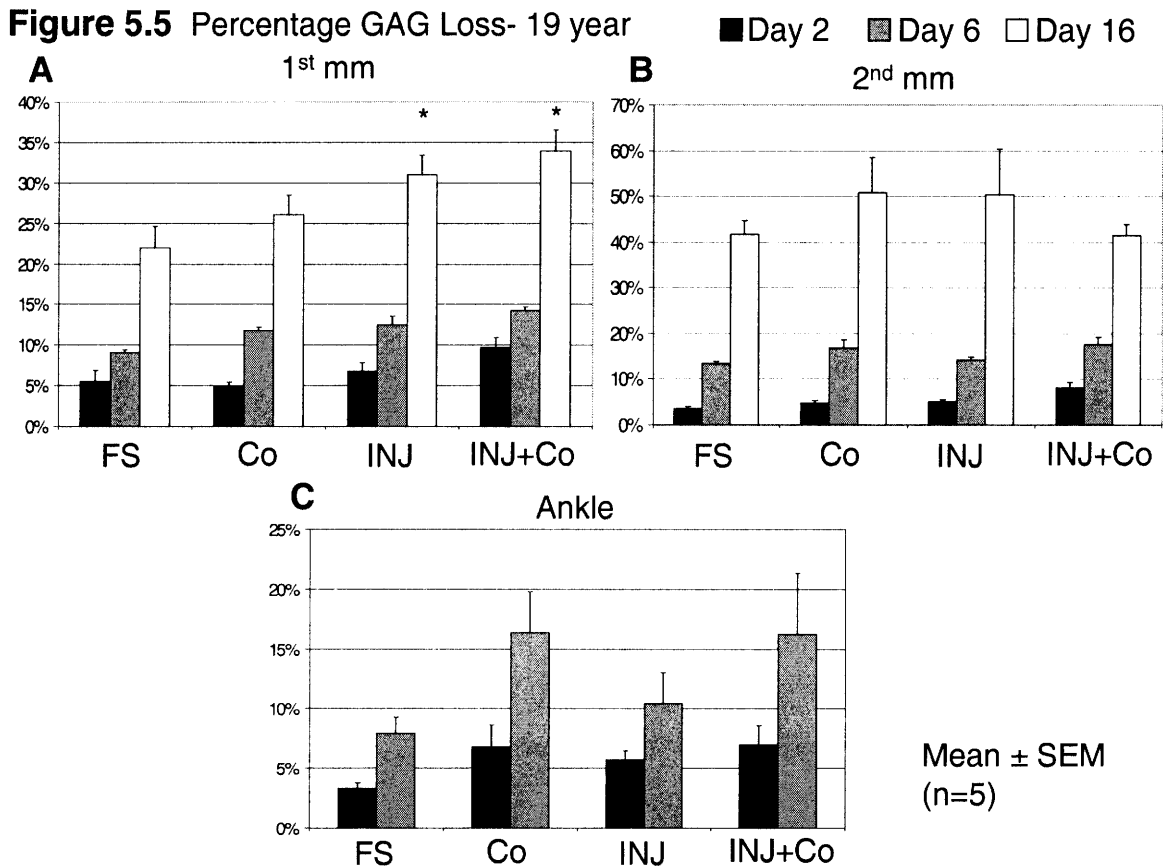 Figure 5.5 Percentage GAG Loss- 19 year
Day 2 Day 6 Day 16
A
1st mm
40%
35%
30%
25%
20%
15%
10%
5%
0%
* *
FS Co INJ INJ+Co
B
2nd mm
70%
60%
50%
40%
30%
20%
10%
0%
FS Co INJ INJ+Co
C
Ankle
25%
20%
15%
10%
5%
0%
FS Co INJ INJ+Co
Mean ± SEM
(n=5)